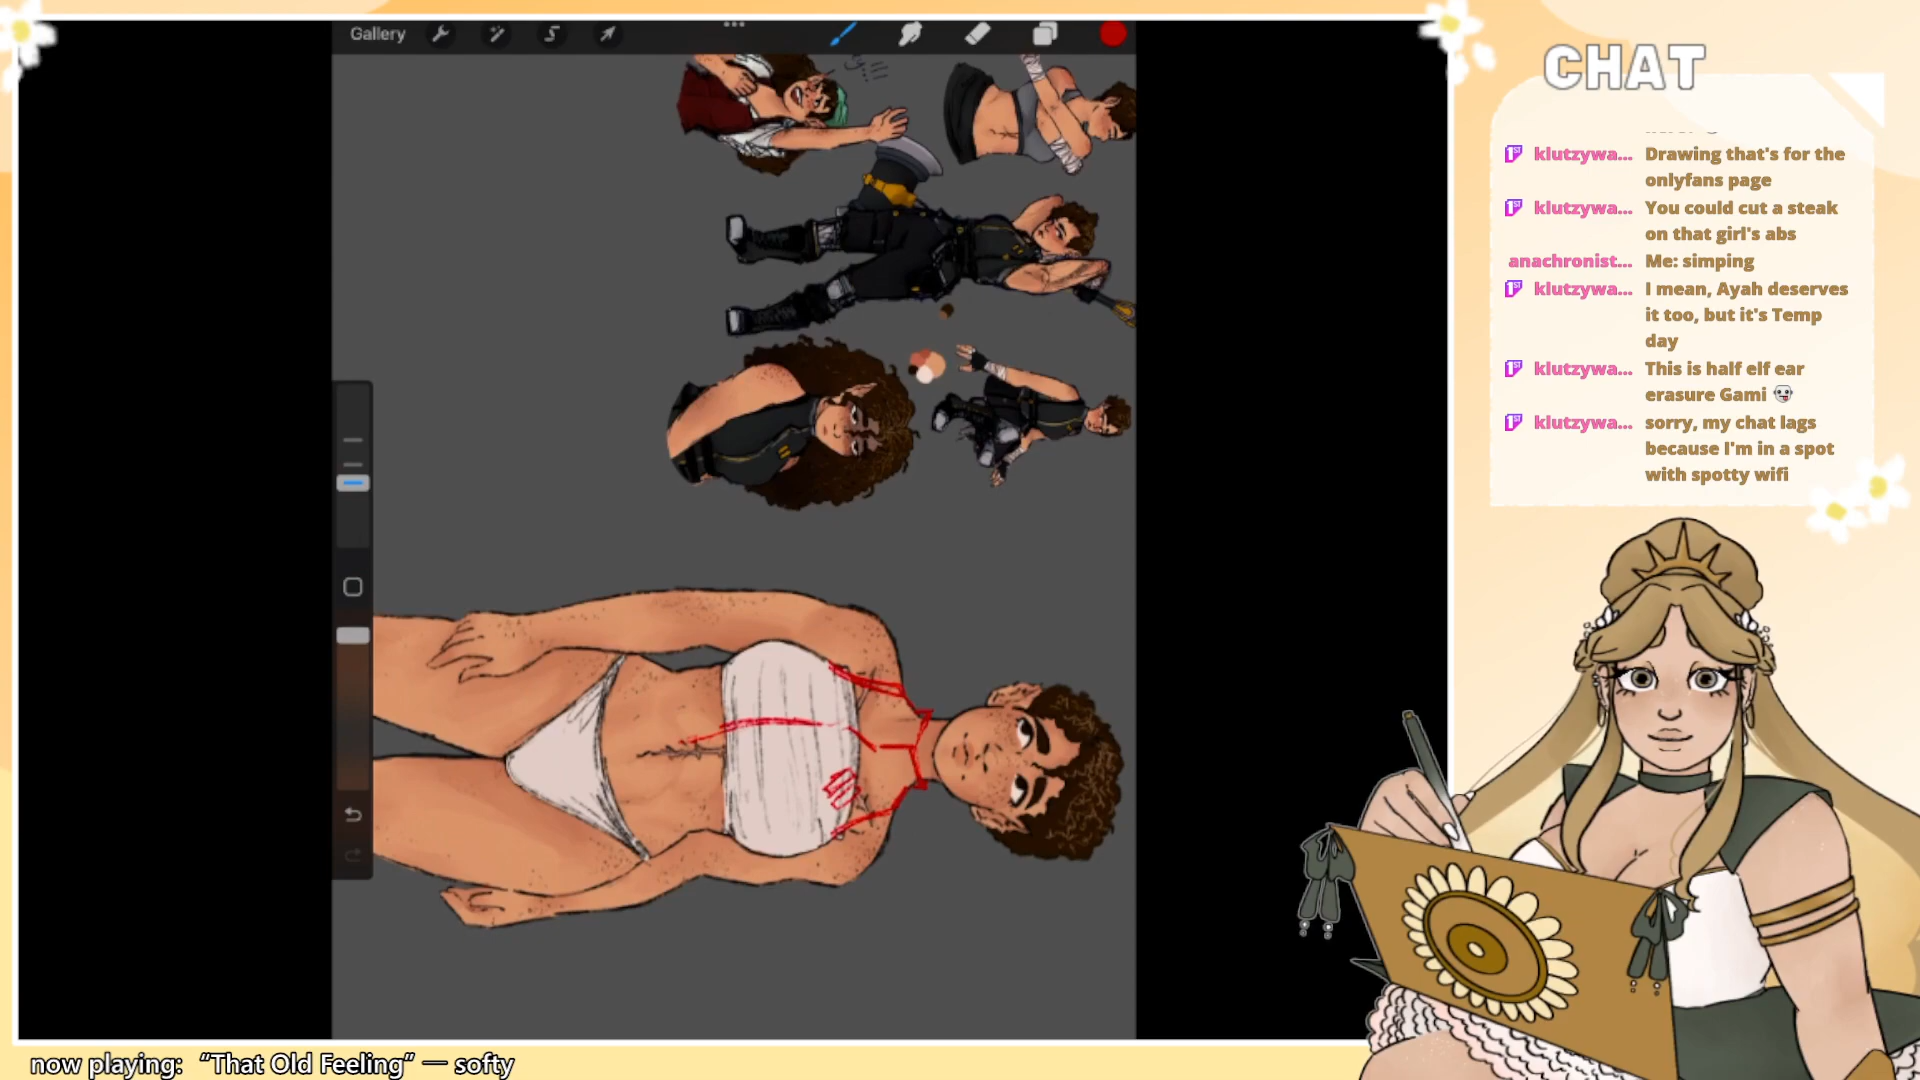 Gallery
CHAT
klutzywa... Drawing that's for the
onlyfans page
klutzywa... You could cut a steak
on that girl's abs
anachronist... Me: simping
klutzywa... I mean, Ayah deserves
it too, but it's Temp
day
klutzywa... This is half elf ear
erasure Gami
klutzywa... sorry, my chat lags
because I'm in a spot
with spotty wifi
now playing: “That Old Feeling” — softy